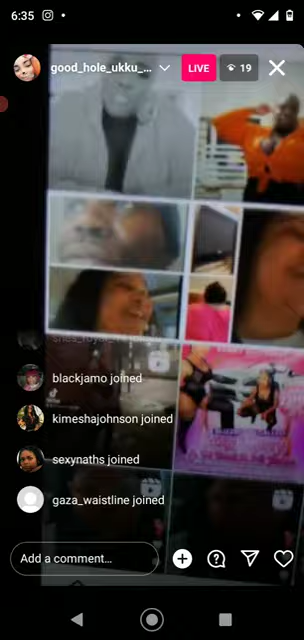 6:35
good_hole_ukku_...
LIVE
19
blackjamo joined
kimeshajohnson joined
sexynaths joined
gaza_waistline joined
Add a comment...